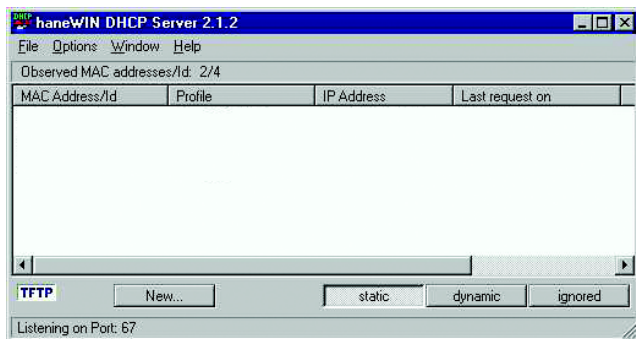 DHCP haneWIN DHCP Server 2.1.2
File Options Window Help
Observed MAC addresses/Id: 2/4
MAC Address/Id Profile IP Address Last request on
TFTP New... static dynamic ignored
Listening on Port: 67